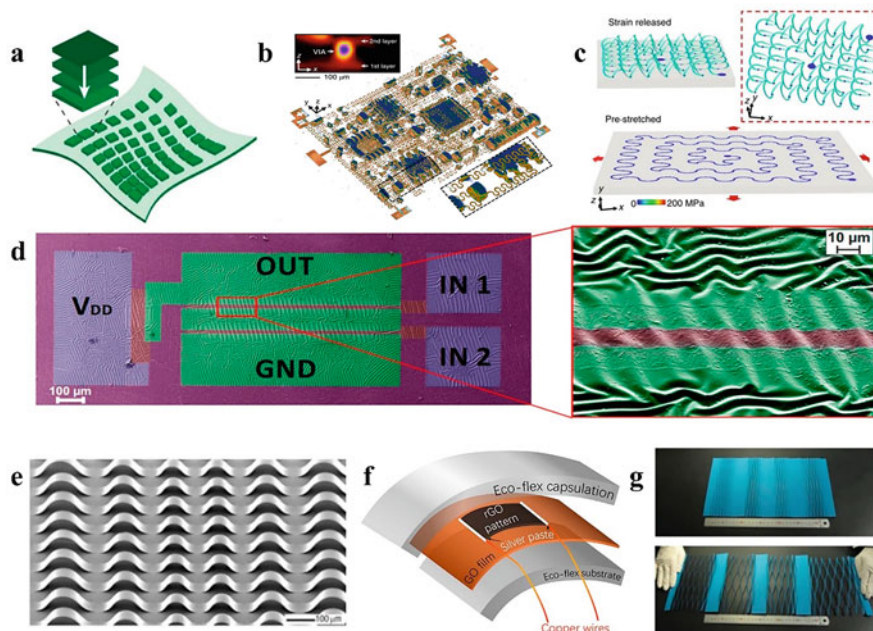 a
b
2nd layer
VIA
1st layer
z
x
100 μm
y z
x
c
Strain released
z y
x
Pre-stretched
y
z
x
0 200 MPa
d
V_DD
OUT
GND
IN 1
IN 2
100 μm
10 μm
e
100 μm
f
Eco-flex capsulation
rGO
pattern
Silver paste
GO film
Eco-flex substrate
Copper wires
g